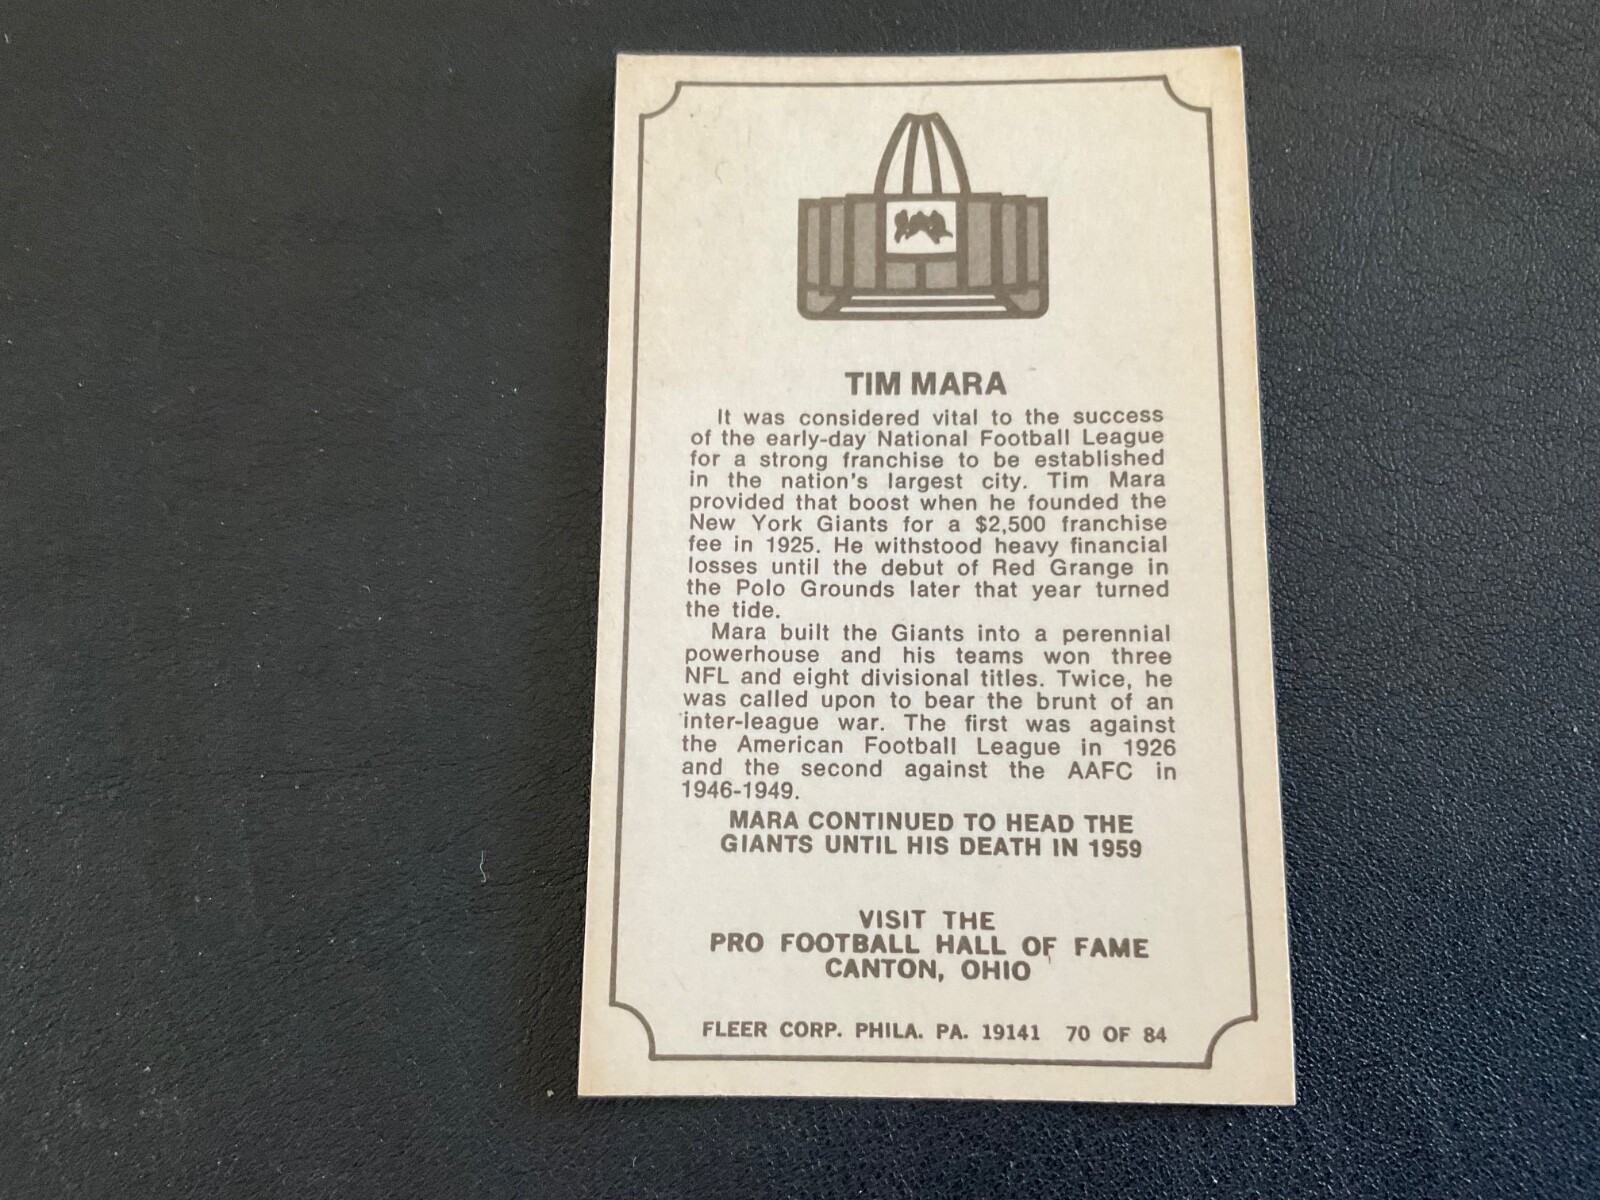 TIM MARA
It was considered vital to the success
of the early-day National Football League
for a strong franchise to be established
in the nation's largest city. Tim Mara
provided that boost when he founded the
New York Giants for a $2,500 franchise
fee in 1925. He withstood heavy financial
losses until the debut of Red Grange in
the Polo Grounds later that year turned
the tide.
Mara built the Giants into a perennial
powerhouse and his teams won three
NFL and eight divisional titles. Twice, he
was called upon to bear the brunt of an
inter-league war. The first was against
the American Football League in 1926
and the second against the AAFC in
1946-1949.
MARA CONTINUED TO HEAD THE
GIANTS UNTIL HIS DEATH IN 1959
VISIT THE
PRO FOOTBALL HALL OF FAME
CANTON, OHIO
FLEER CORP. PHILA. PA. 19141 70 OF 84